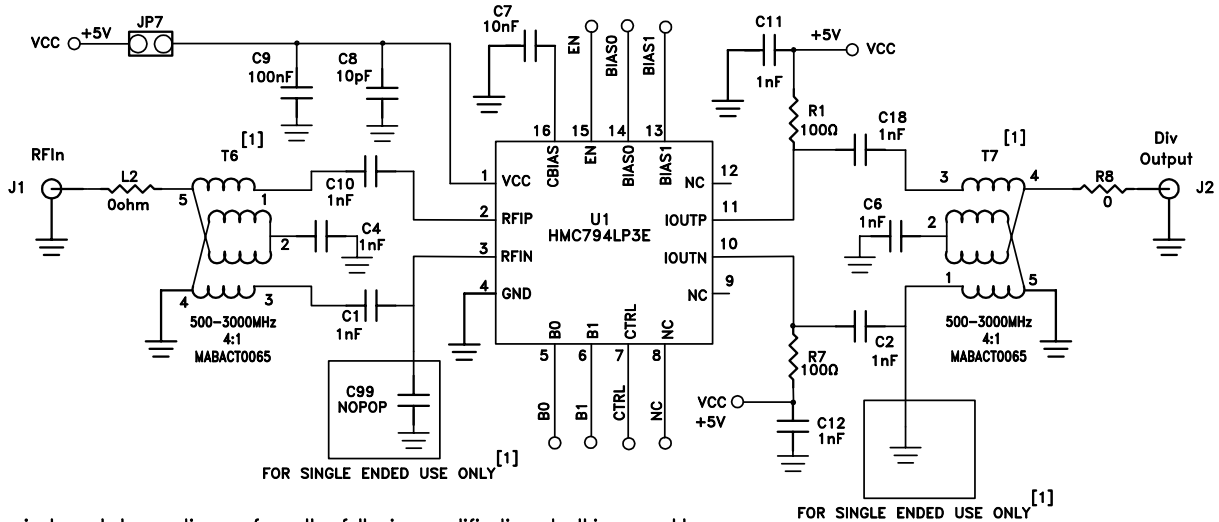 VCC +5V JP7
C9
100nF
C8
10pF
C7
10nF
EN
BIAS0
BIAS1
C11
1nF
+5V VCC
R1
100Ω
C18
1nF
16 15 14 13
CBIAS EN BIAS0 BIAS1
RFIn
J1
L2
0ohm
T6 [1]
5 1
2
4 3
C10
1nF
C4
1nF
C1
1nF
500-3000MHz
4:1
MABACT0065
1 VCC
2 RFIP
3 RFIN
4 GND
U1
HMC794LP3E
NC 12
IOUTP 11
IOUTN 10
NC 9
B0 B1 CTRL NC
5 6 7 8
B0 B1 CTRL NC
C6
1nF
T7 [1]
3 4
2
1 5
R8
0
Div
Output
J2
500-3000MHz
4:1
MABACT0065
C2
1nF
R7
100Ω
VCC
+5V
C12
1nF
C99
NOPOP
FOR SINGLE ENDED USE ONLY [1]
FOR SINGLE ENDED USE ONLY [1]